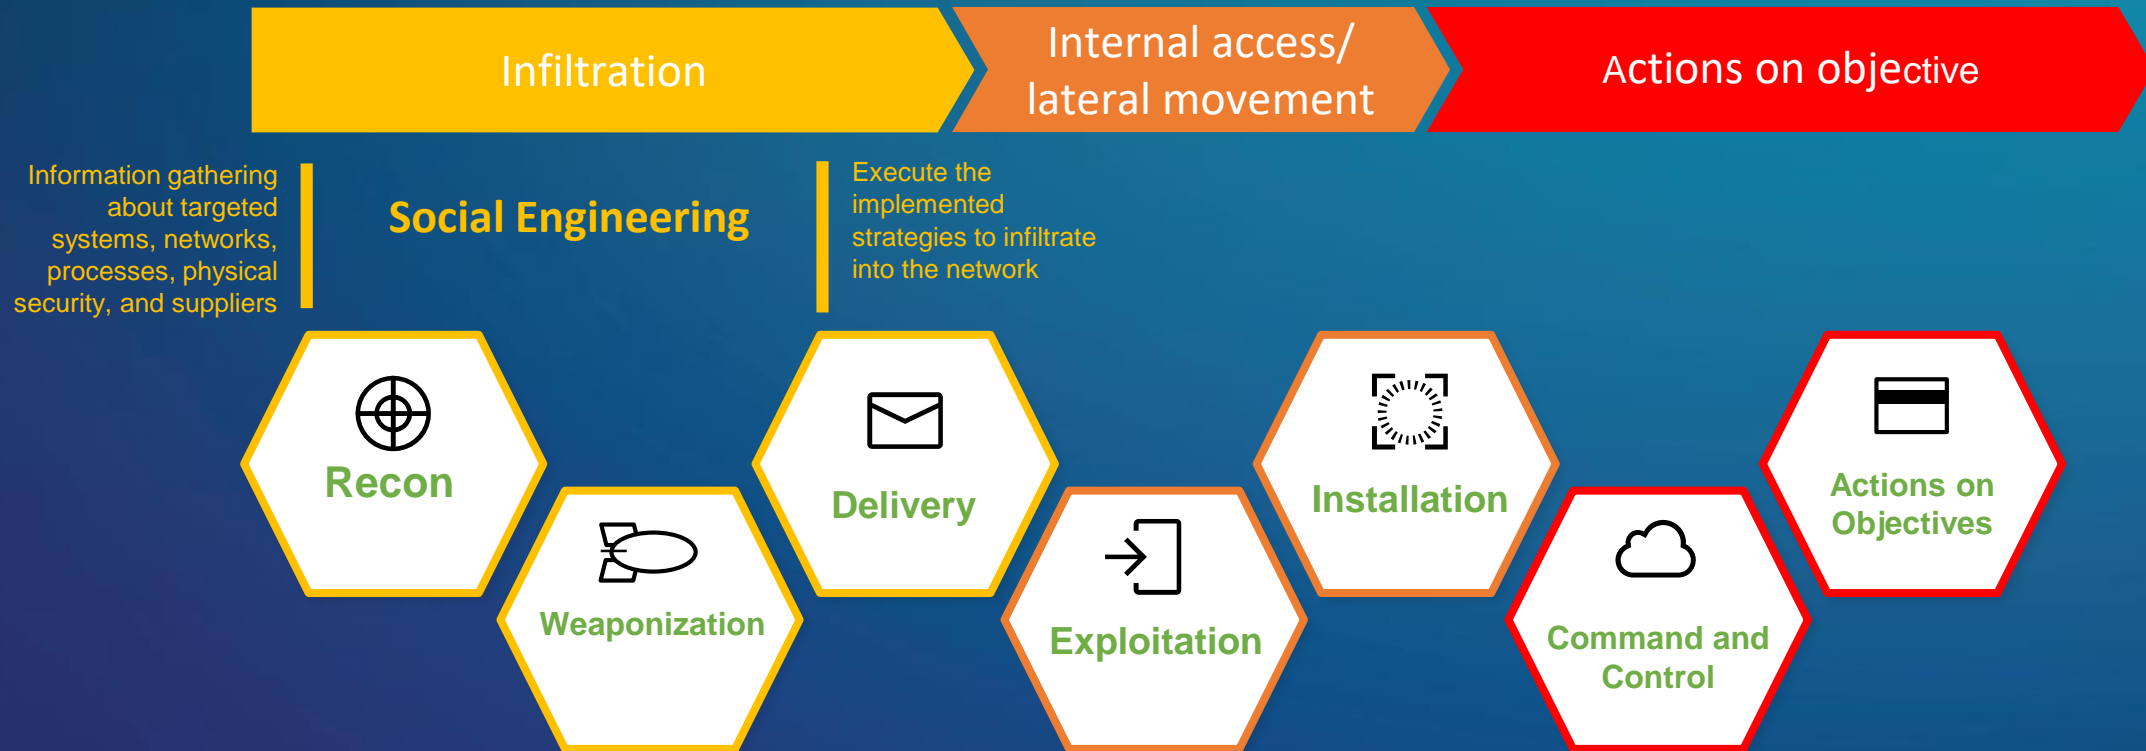 Infiltration
Internal access/
lateral movement
Actions on objective
Information gathering
about targeted
systems, networks,
processes, physical
security, and suppliers
Social Engineering
Execute the
implemented
strategies to infiltrate
into the network
Recon
Weaponization
Delivery
Exploitation
Installation
Command and
Control
Actions on
Objectives